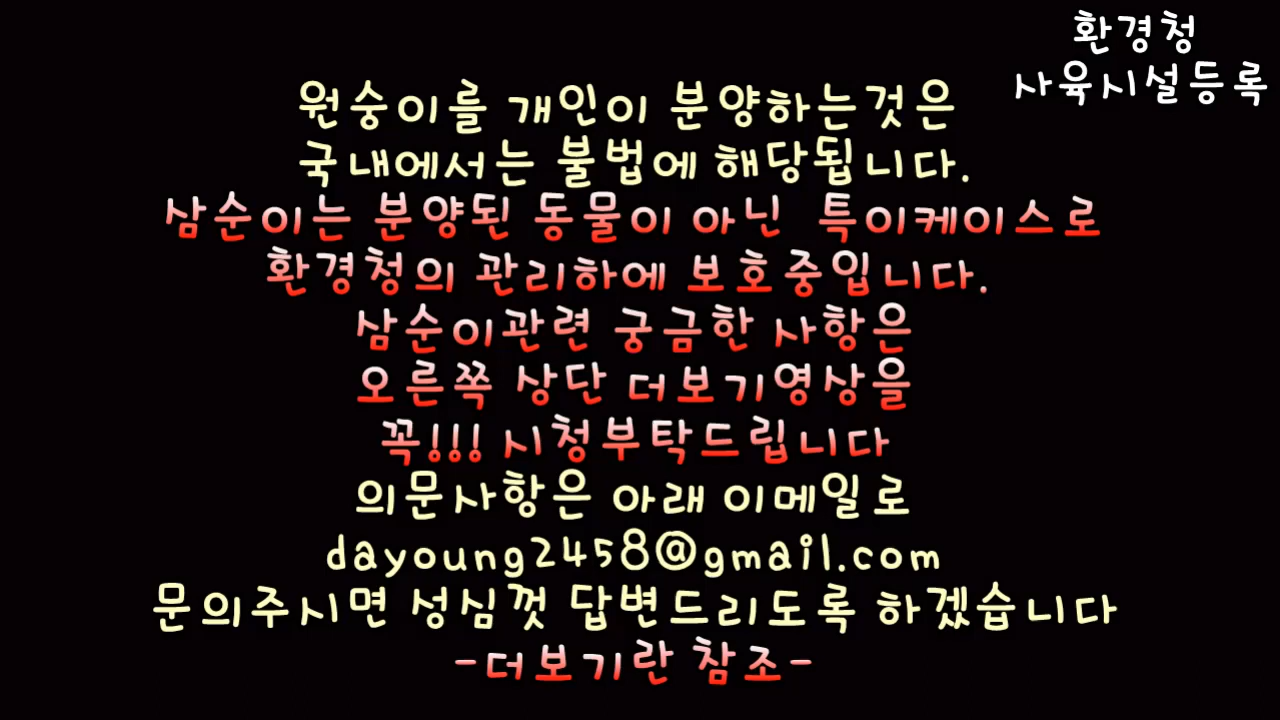 환경청
사육시설등록
원숭이를 개인이 분양하는것은
국내에서는 불법에 해당됩니다.
삼순이는 분양된 동물이 아닌 특이케이스로
환경청의 관리하에 보호중입니다.
삼순이관련 궁금한 사항은
오른쪽 상단 더보기영상을
꼭!!! 시청부탁드립니다
의문사항은 아래 이메일로
dayoung2458@gmail.com
문의주시면 성심껏 답변드리도록 하겠습니다
-더보기란 참조-